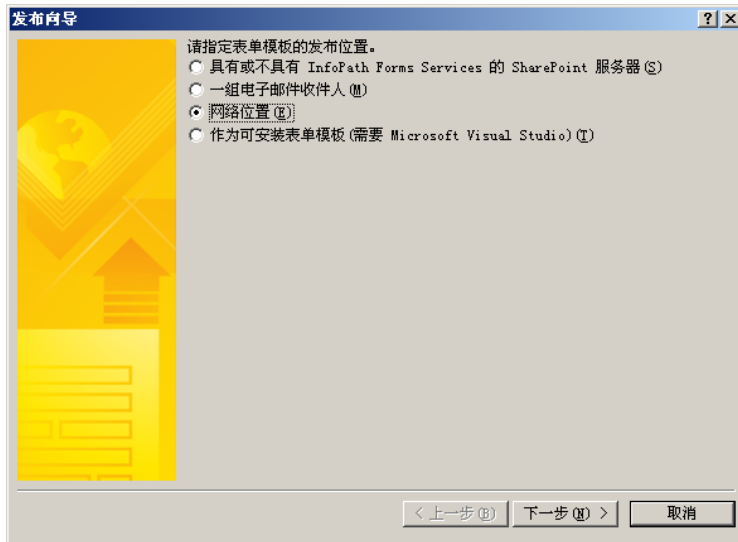 发布向导
请指定表单模板的发布位置。
具有或不具有 InfoPath Forms Services 的 SharePoint 服务器(S)
一组电子邮件收件人(M)
网络位置(E)
作为可安装表单模板(需要 Microsoft Visual Studio)(T)
< 上一步(B) 下一步(N) > 取消